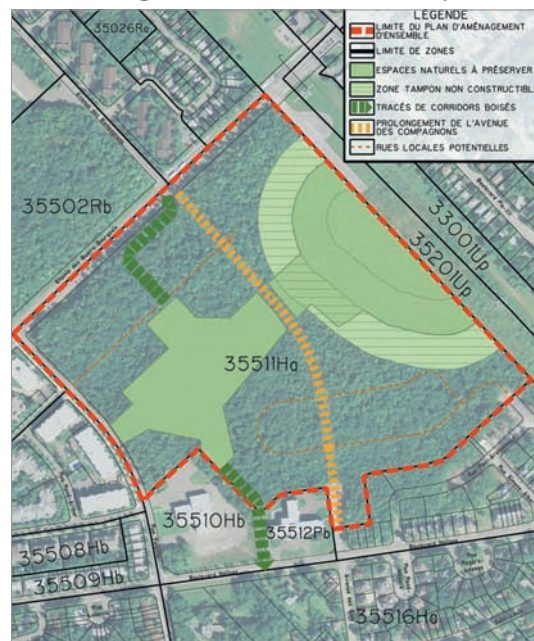 LÉGENDE
LIMITE DU PLAN D'AMÉNAGEMENT
D'ENSEMBLE
LIMITE DE ZONES
ESPACES NATURELS À PRÉSERVER
ZONE TAMPON NON CONSTRUCTIBLE
TRACÉS DE CORRIDORS BOISÉS
PROLONGEMENT DE L'AVENUE
DES COMPAGNONS
RUES LOCALES POTENTIELLES
35026Ra
35502Rb
33001Up
35201Up
35511Ha
35510Hb
35512Pb
35508Hb
35509Hb
35516Ha